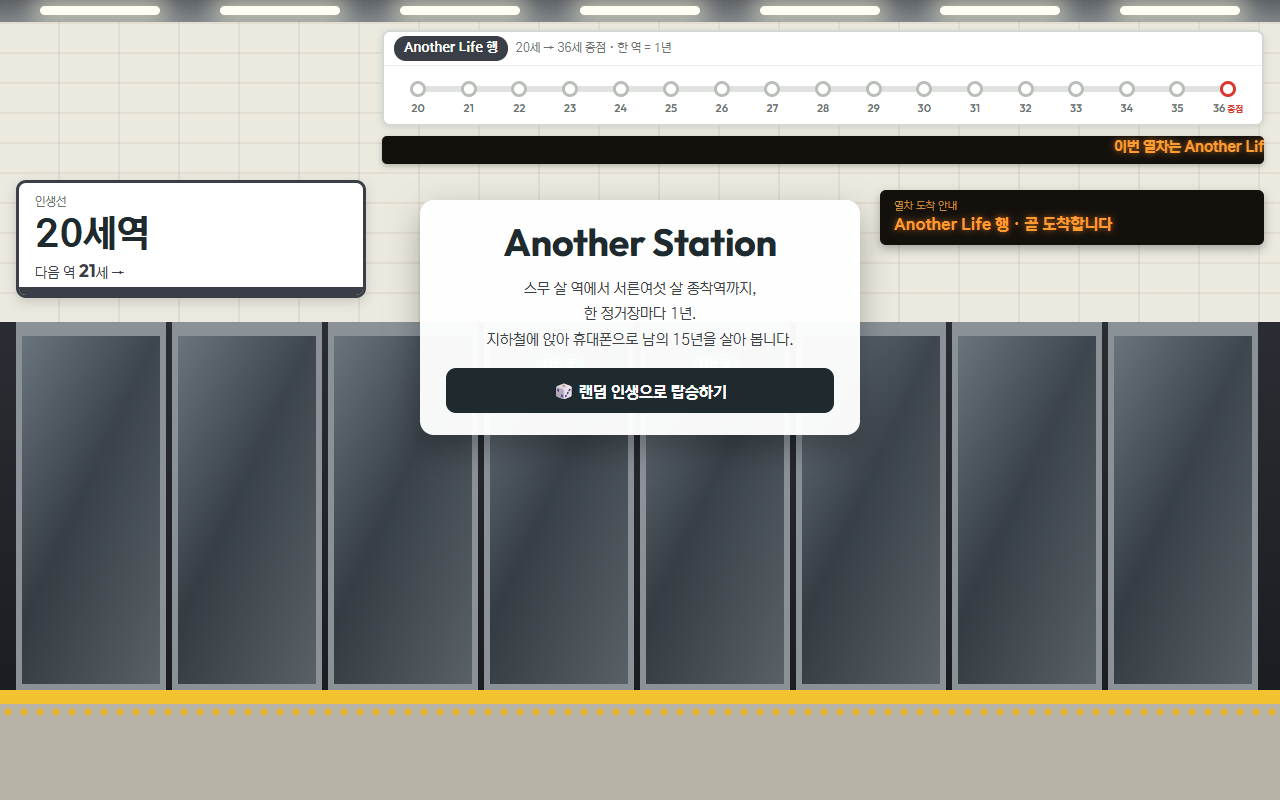 Another Life 행 20세 → 36세 종점 · 한 역 = 1년
20 21 22 23 24 25 26 27 28 29 30 31 32 33 34 35 36 종점
이번 열차는 Another Lif
인생선
20세역
다음 역 21세 →
열차 도착 안내
Another Life 행 · 곧 도착합니다
Another Station
스무 살 역에서 서른여섯 살 종착역까지,
한 정거장마다 1년.
지하철에 앉아 휴대폰으로 남의 15년을 살아 봅니다.
🎲 랜덤 인생으로 탑승하기